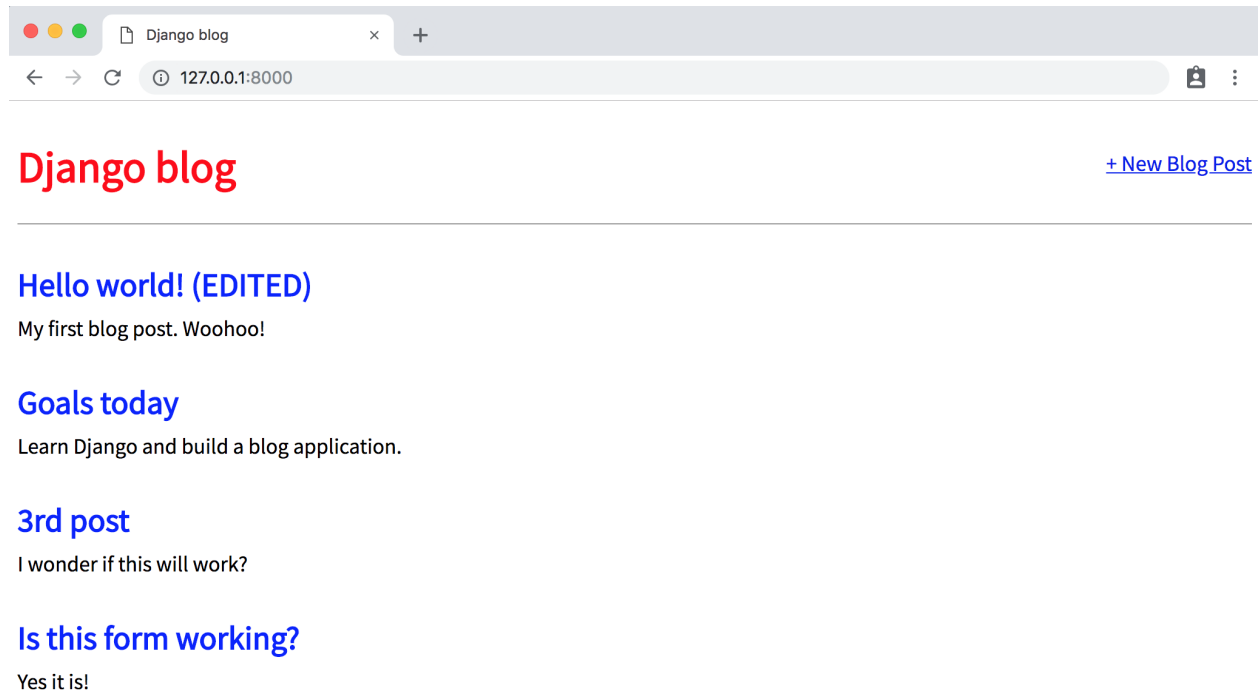 Django blog
127.0.0.1:8000
Django blog
+ New Blog Post
Hello world! (EDITED)
My first blog post. Woohoo!
Goals today
Learn Django and build a blog application.
3rd post
I wonder if this will work?
Is this form working?
Yes it is!